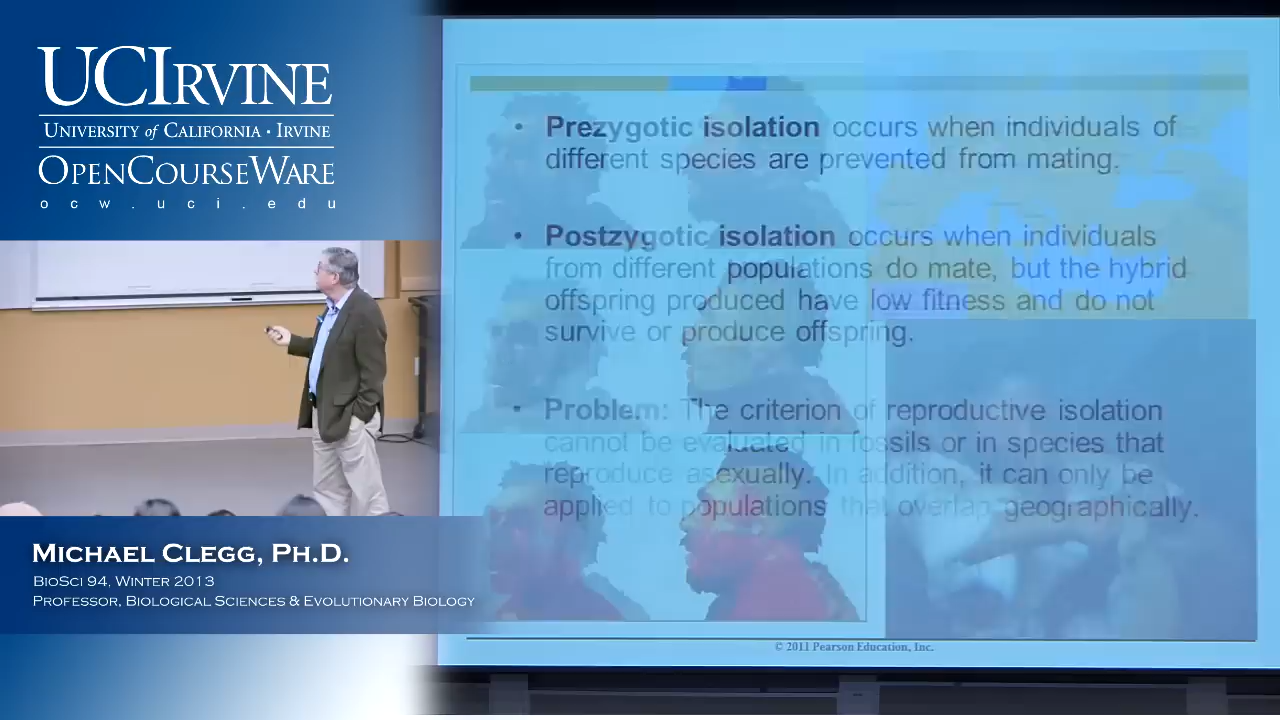 UCIRVINE
UNIVERSITY of CALIFORNIA · IRVINE
OPENCOURSEWARE
ocw.uci.edu
MICHAEL CLEGG, PH.D.
BIOSCI 94, WINTER 2013
PROFESSOR, BIOLOGICAL SCIENCES & EVOLUTIONARY BIOLOGY
• Prezygotic isolation occurs when individuals of
different species are prevented from mating.
• Postzygotic isolation occurs when individuals
from different populations do mate, but the hybrid
offspring produced have low fitness and do not
survive or produce offspring.
• Problem: The criterion of reproductive isolation
cannot be evaluated in fossils or in species that
reproduce asexually. In addition, it can only be
applied to populations that overlap geographically.
© 2011 Pearson Education, Inc.